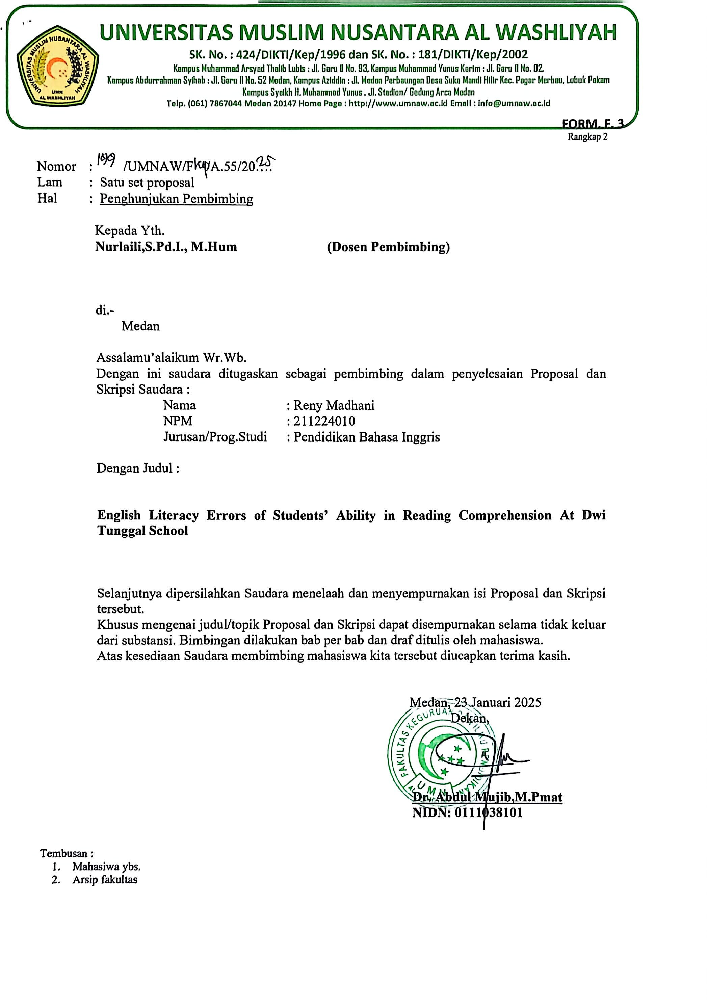 UNIVERSITAS MUSLIM NUSANTARA AL WASHLIYAH
SK. No. : 424/DIKTI/Kep/1996 dan SK. No. : 181/DIKTI/Kep/2002
Kampus Muhammad Arsyad Thalib Lubis : Jl. Garu II No. 93, Kampus Muhammad Yunus Karim : Jl. Garu II No. 02,
Kampus Abdurrahman Syihab : Jl. Garu II No. 52 Medan, Kampus Aziddin : Jl. Medan Perbaungan Desa Suka Mandi Hilir Kec. Pagar Merbau, Lubuk Pakam
Kampus Syeikh H. Muhammad Yunus , Jl. Stadion/ Gedung Arca Medan
Telp. (061) 7867044 Medan 20147 Home Page : http://www.umnaw.ac.id Email : info@umnaw.ac.id
UNIVERSITAS MUSLIM NUSANTARA AL WASHLIYAH
UMN
AL WASHLIYAH
FORM. F. 3
Rangkap 2
Nomor : /UMNAW/Fkip/A.55/20.25
Lam : Satu set proposal
Hal : Penghunjukan Pembimbing
Kepada Yth.
Nurlaili,S.Pd.I., M.Hum (Dosen Pembimbing)
di.-
Medan
Assalamu’alaikum Wr.Wb.
Dengan ini saudara ditugaskan sebagai pembimbing dalam penyelesaian Proposal dan
Skripsi Saudara :
Nama : Reny Madhani
NPM : 211224010
Jurusan/Prog.Studi : Pendidikan Bahasa Inggris
Dengan Judul :
English Literacy Errors of Students’ Ability in Reading Comprehension At Dwi
Tunggal School
Selanjutnya dipersilahkan Saudara menelaah dan menyempurnakan isi Proposal dan Skripsi
tersebut.
Khusus mengenai judul/topik Proposal dan Skripsi dapat disempurnakan selama tidak keluar
dari substansi. Bimbingan dilakukan bab per bab dan draf ditulis oleh mahasiswa.
Atas kesediaan Saudara membimbing mahasiswa kita tersebut diucapkan terima kasih.
Medan, 23 Januari 2025
Dekan,
FAKULTAS KEGURUAN DAN ILMU PENDIDIKAN
UMN
Dr. Abdul Mujib,M.Pmat
NIDN: 0111038101
Tembusan :
1. Mahasiwa ybs.
2. Arsip fakultas